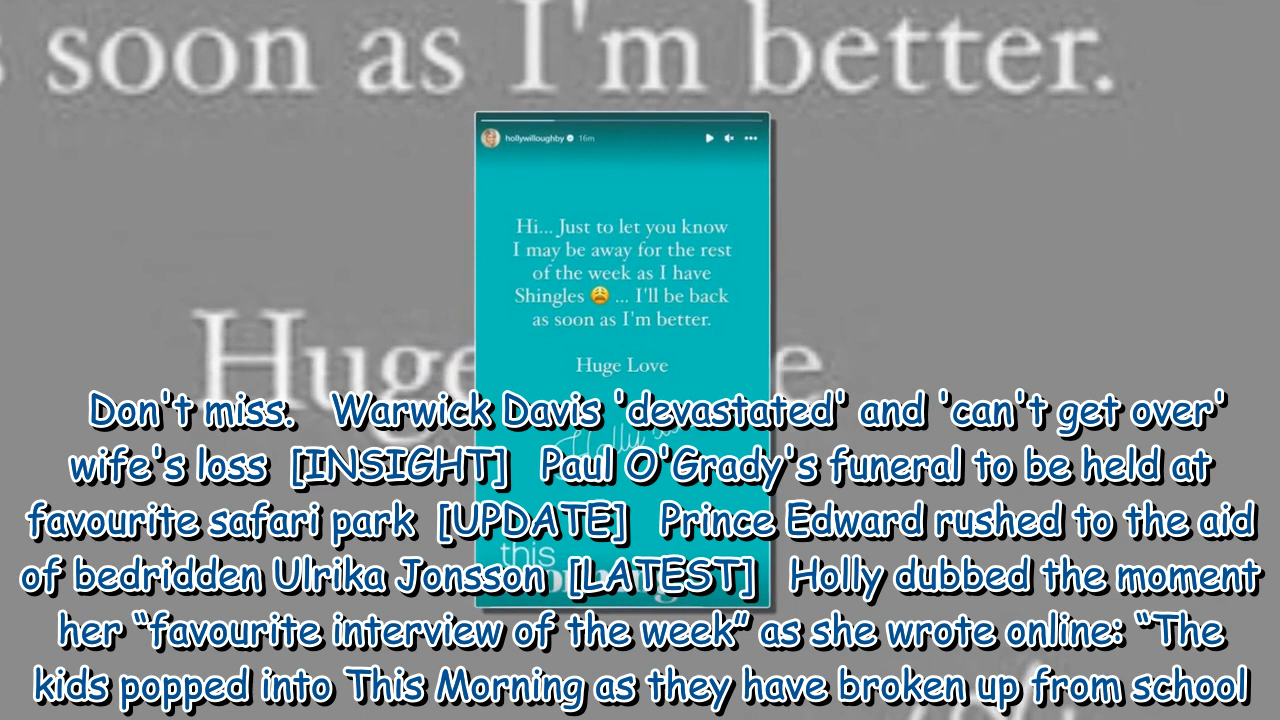 s soon as I'm better.
hollywilloughby 16m
Hi... Just to let you know
I may be away for the rest
of the week as I have
Shingles 😩 ... I'll be back
as soon as I'm better.
Huge Love
Huge
e
Don't miss. Warwick Davis 'devastated' and 'can't get over'
wife's loss [INSIGHT] Paul O'Grady's funeral to be held at
favourite safari park [UPDATE] Prince Edward rushed to the aid
of bedridden Ulrika Jonsson [LATEST] Holly dubbed the moment
her “favourite interview of the week” as she wrote online: “The
kids popped into This Morning as they have broken up from school
Holly
this